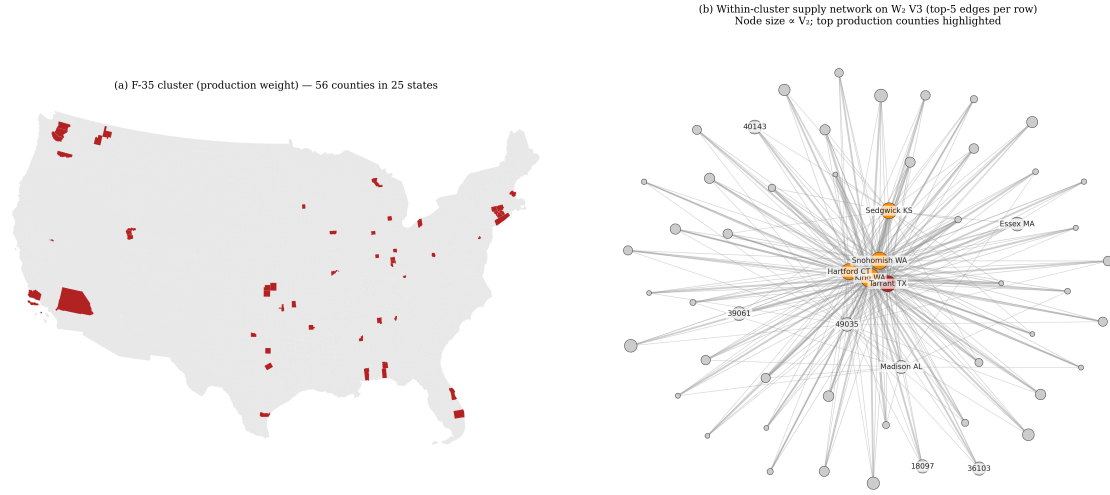 (a) F-35 cluster (production weight) — 56 counties in 25 states
(b) Within-cluster supply network on W₂ V3 (top-5 edges per row)
Node size ∝ V₂; top production counties highlighted
40143
Sedgwick KS
Essex MA
Snohomish WA
Hartford CT
King WA
Tarrant TX
39061
49035
Madison AL
18097
36103